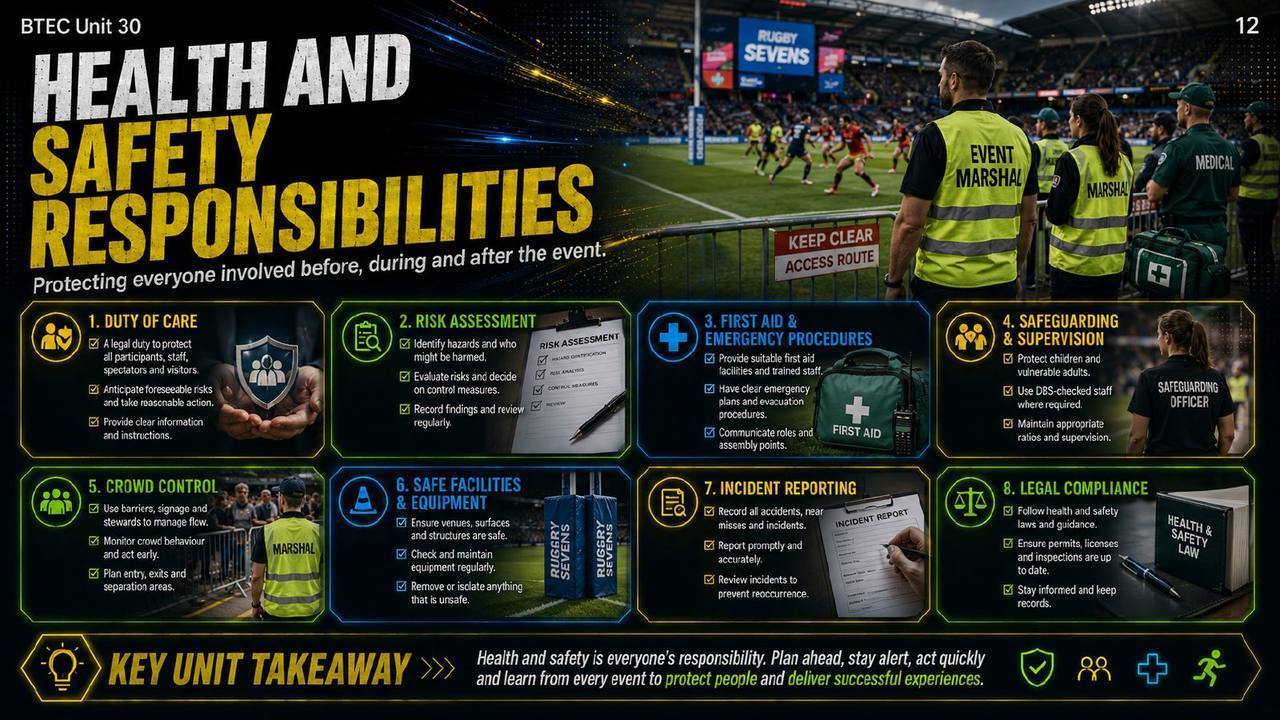 BTEC Unit 30
12
HEALTH AND
SAFETY
RESPONSIBILITIES
Protecting everyone involved before, during and after the event.
RUGBY
SEVENS
EVENT
MARSHAL
MARSHAL
MEDICAL
KEEP CLEAR
ACCESS ROUTE
1. DUTY OF CARE
A legal duty to protect
all participants, staff,
spectators and visitors.
Anticipate foreseeable risks
and take reasonable action.
Provide clear information
and instructions.
2. RISK ASSESSMENT
Identify hazards and who
might be harmed.
Evaluate risks and decide
on control measures.
Record findings and review
regularly.
RISK ASSESSMENT
HAZARD IDENTIFICATION
RISK ANALYSIS
CONTROL MEASURES
REVIEW
3. FIRST AID &
EMERGENCY PROCEDURES
Provide suitable first aid
facilities and trained staff.
Have clear emergency
plans and evacuation
procedures.
Communicate roles and
assembly points.
FIRST AID
4. SAFEGUARDING
& SUPERVISION
Protect children and
vulnerable adults.
Use DBS-checked staff
where required.
Maintain appropriate
ratios and supervision.
SAFEGUARDING
OFFICER
5. CROWD CONTROL
Use barriers, signage and
stewards to manage flow.
Monitor crowd behaviour
and act early.
Plan entry, exits and
separation areas.
MARSHAL
6. SAFE FACILITIES
& EQUIPMENT
Ensure venues, surfaces
and structures are safe.
Check and maintain
equipment regularly.
Remove or isolate anything
that is unsafe.
RUGBY
SEVENS
RUGBY
SEVENS
7. INCIDENT REPORTING
Record all accidents, near
misses and incidents.
Report promptly and
accurately.
Review incidents to
prevent reoccurrence.
INCIDENT REPORT
8. LEGAL COMPLIANCE
Follow health and safety
laws and guidance.
Ensure permits, licenses
and inspections are up
to date.
Stay informed and keep
records.
HEALTH &
SAFETY
LAW
KEY UNIT TAKEAWAY
Health and safety is everyone's responsibility. Plan ahead, stay alert, act quickly
and learn from every event to protect people and deliver successful experiences.